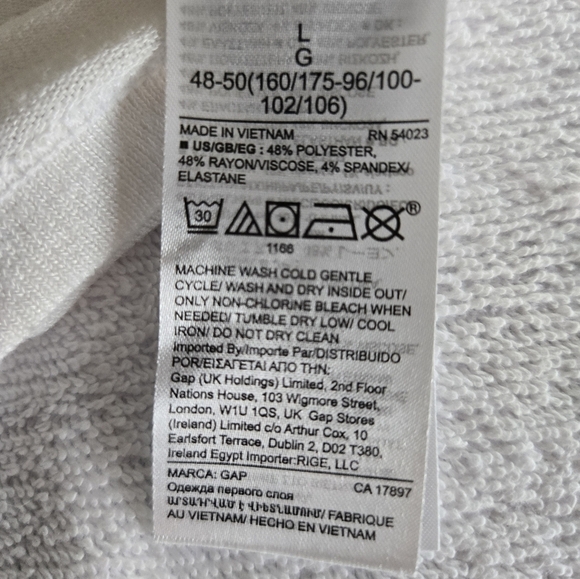 L
G
48-50(160/175-96/100-
102/106)
MADE IN VIETNAM RN 54023
■ US/GB/EG : 48% POLYESTER,
48% RAYON/VISCOSE, 4% SPANDEX/
ELASTANE
30 ®
1166
MACHINE WASH COLD GENTLE
CYCLE/ WASH AND DRY INSIDE OUT/
ONLY NON-CHLORINE BLEACH WHEN
NEEDED/ TUMBLE DRY LOW/ COOL
IRON/ DO NOT DRY CLEAN
Imported By/Importe Par/DISTRIBUIDO
POR/ΕΙΣΑΓΕΤΑΙ ΑΠΟ ΤΗΝ:
Gap (UK Holdings) Limited, 2nd Floor
Nations House, 103 Wigmore Street,
London, W1U 1QS, UK Gap Stores
(Ireland) Limited c/o Arthur Cox, 10
Earlsfort Terrace, Dublin 2, D02 T380,
Ireland Egypt Importer:RIGE, LLC
MARCA: GAP CA 17897
Одежда первого слоя
ԱՐՏԱԴՐՎԱԾ Է ՎԻԵՏՆԱՄՈՒՄ/ FABRIQUE
AU VIETNAM/ HECHO EN VIETNAM